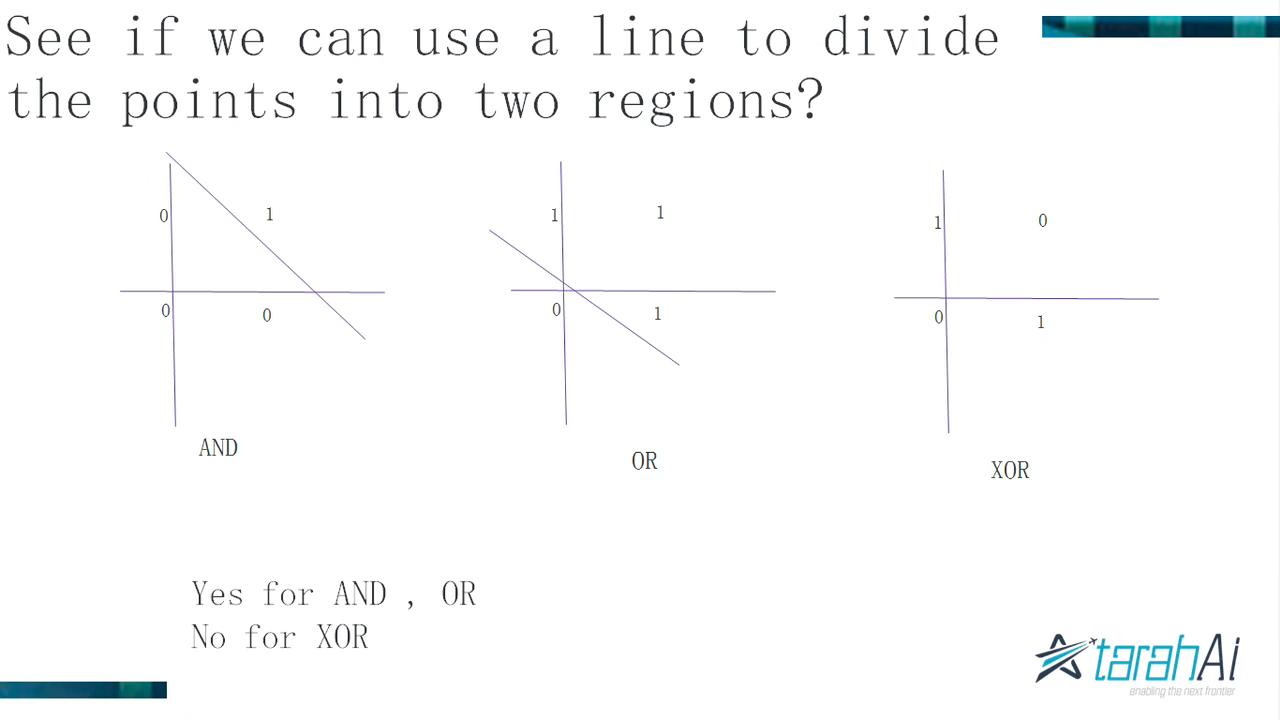 See if we can use a line to divide
the points into two regions?
0 1
0 0
AND
1 1
0 1
OR
1 0
0 1
XOR
Yes for AND , OR
No for XOR
tarahAi
enabling the next frontier